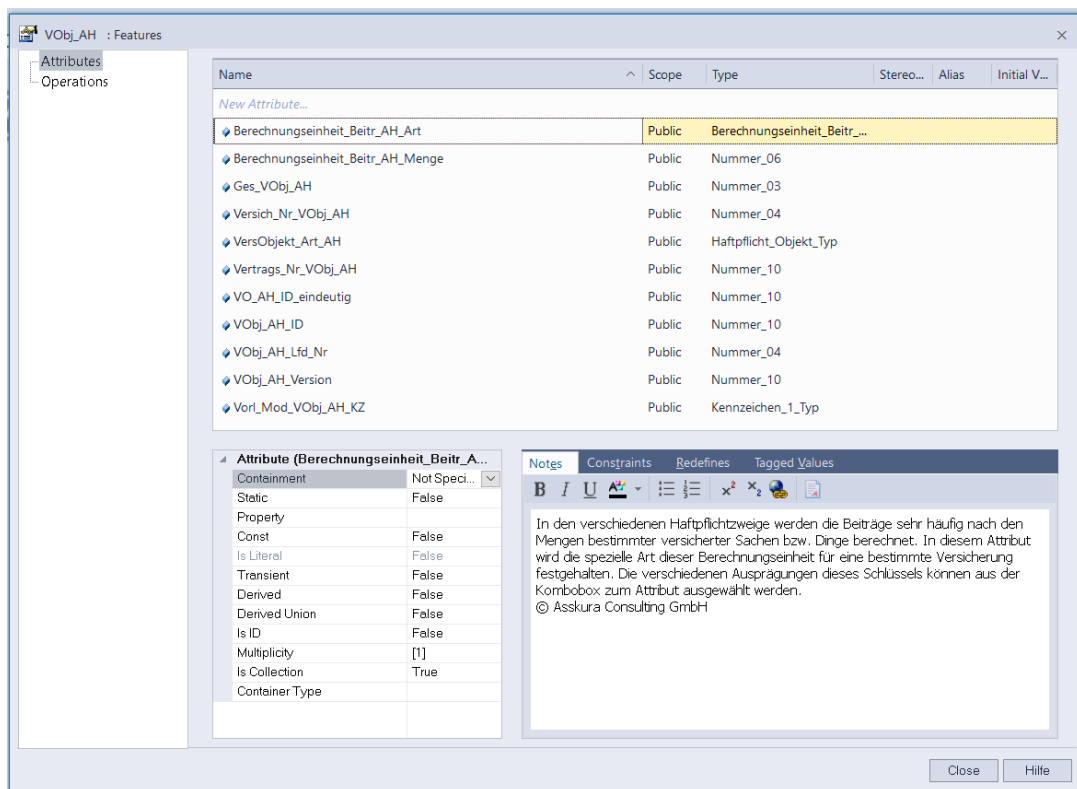 VObj_AH : Features
Attributes
Operations
Name Scope Type Stereo... Alias Initial V...
New Attribute...
Berechnungseinheit_Beitr_AH_Art Public Berechnungseinheit_Beitr_...
Berechnungseinheit_Beitr_AH_Menge Public Nummer_06
Ges_VObj_AH Public Nummer_03
Versich_Nr_VObj_AH Public Nummer_04
VersObjekt_Art_AH Public Haftpflicht_Objekt_Typ
Vertrags_Nr_VObj_AH Public Nummer_10
VO_AH_ID_eindeutig Public Nummer_10
VObj_AH_ID Public Nummer_10
VObj_AH_Lfd_Nr Public Nummer_04
VObj_AH_Version Public Nummer_10
Vorl_Mod_VObj_AH_KZ Public Kennzeichen_1_Typ
Attribute (Berechnungseinheit_Beitr_A...
Containment Not Speci...
Static False
Property
Const False
Is Literal False
Transient False
Derived False
Derived Union False
Is ID False
Multiplicity [1]
Is Collection True
Container Type
Notes Constraints Redefines Tagged Values
B I U A x² x₂
In den verschiedenen Haftpflichtzweige werden die Beiträge sehr häufig nach den
Mengen bestimmter versicherter Sachen bzw. Dinge berechnet. In diesem Attribut
wird die spezielle Art dieser Berechnungseinheit für eine bestimmte Versicherung
festgehalten. Die verschiedenen Ausprägungen dieses Schlüssels können aus der
Kombobox zum Attribut ausgewählt werden.
© Asskura Consulting GmbH
Close Hilfe